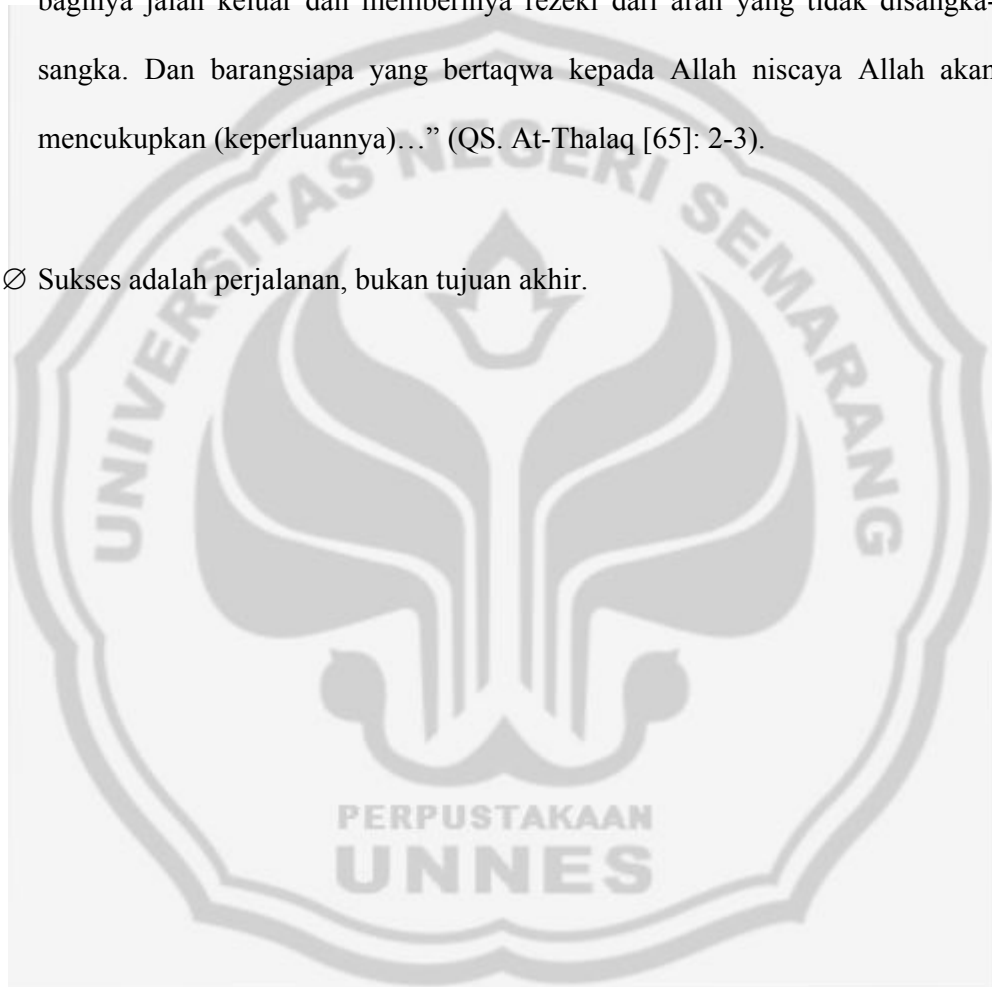 baginya jalan keluar dan memberinya rezeki dari arah yang tidak disangka-
sangka. Dan barangsiapa yang bertaqwa kepada Allah niscaya Allah akan
mencukupkan (keperluannya)…” (QS. At-Thalaq [65]: 2-3).
∅ Sukses adalah perjalanan, bukan tujuan akhir.
UNIVERSITAS NEGERI SEMARANG
PERPUSTAKAAN
UNNES